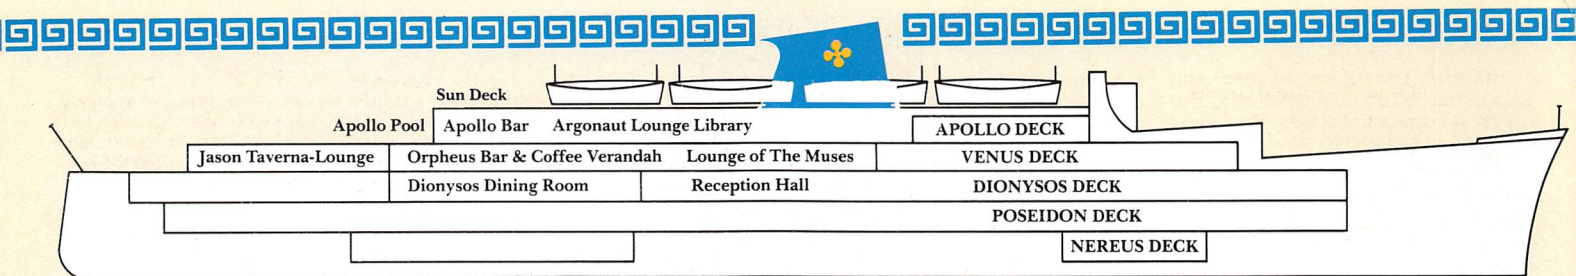 Sun Deck
Apollo Pool Apollo Bar Argonaut Lounge Library APOLLO DECK
Jason Taverna-Lounge Orpheus Bar & Coffee Verandah Lounge of The Muses VENUS DECK
Dionysos Dining Room Reception Hall DIONYSOS DECK
POSEIDON DECK
NEREUS DECK